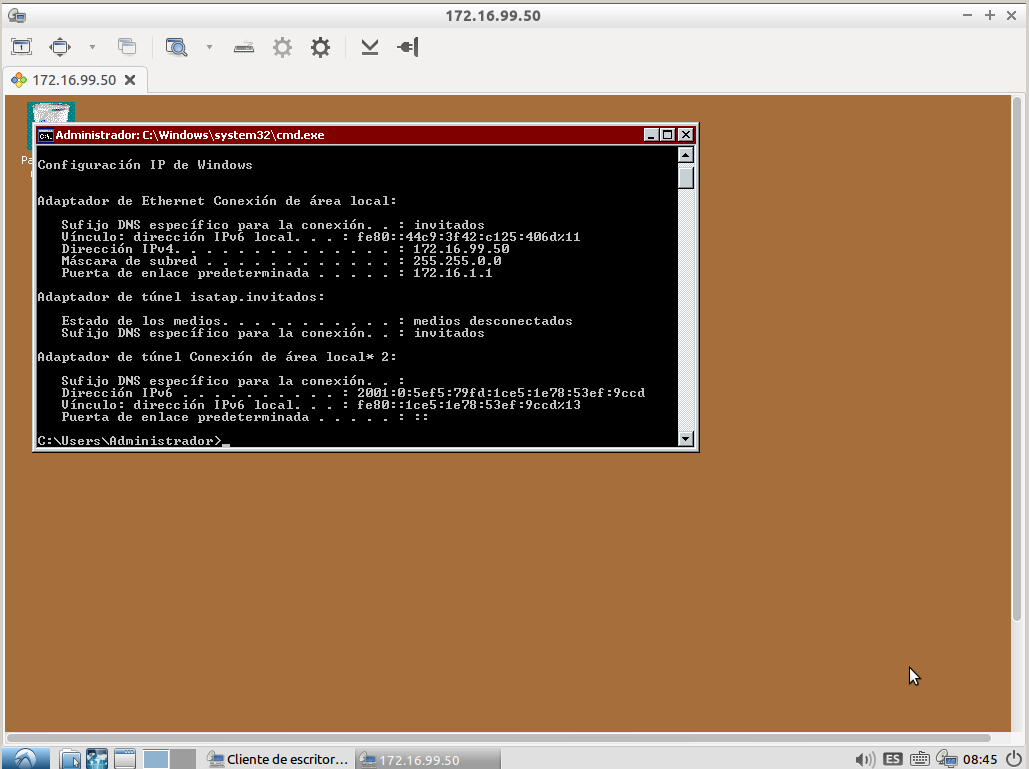 172.16.99.50
1
172.16.99.50
Pa
Administrador: C:\Windows\system32\cmd.exe
Configuración IP de Windows
Adaptador de Ethernet Conexión de área local:
Sufijo DNS específico para la conexión. . : invitados
Vínculo: dirección IPv6 local. . . : fe80::44c9:3f42:c125:406d%11
Dirección IPv4. . . . . . . . . . . . . . : 172.16.99.50
Máscara de subred . . . . . . . . . . . . : 255.255.0.0
Puerta de enlace predeterminada . . . . . : 172.16.1.1
Adaptador de túnel isatap.invitados:
Estado de los medios. . . . . . . . . . . : medios desconectados
Sufijo DNS específico para la conexión. . : invitados
Adaptador de túnel Conexión de área local* 2:
Sufijo DNS específico para la conexión. . :
Dirección IPv6 . . . . . . . . . . : 2001:0:5ef5:79fd:1ce5:1e78:53ef:9ccd
Vínculo: dirección IPv6 local. . . : fe80::1ce5:1e78:53ef:9ccd%13
Puerta de enlace predeterminada . . . . . : ::
C:\Users\Administrador>_
Cliente de escritor...
172.16.99.50
ES
08:45